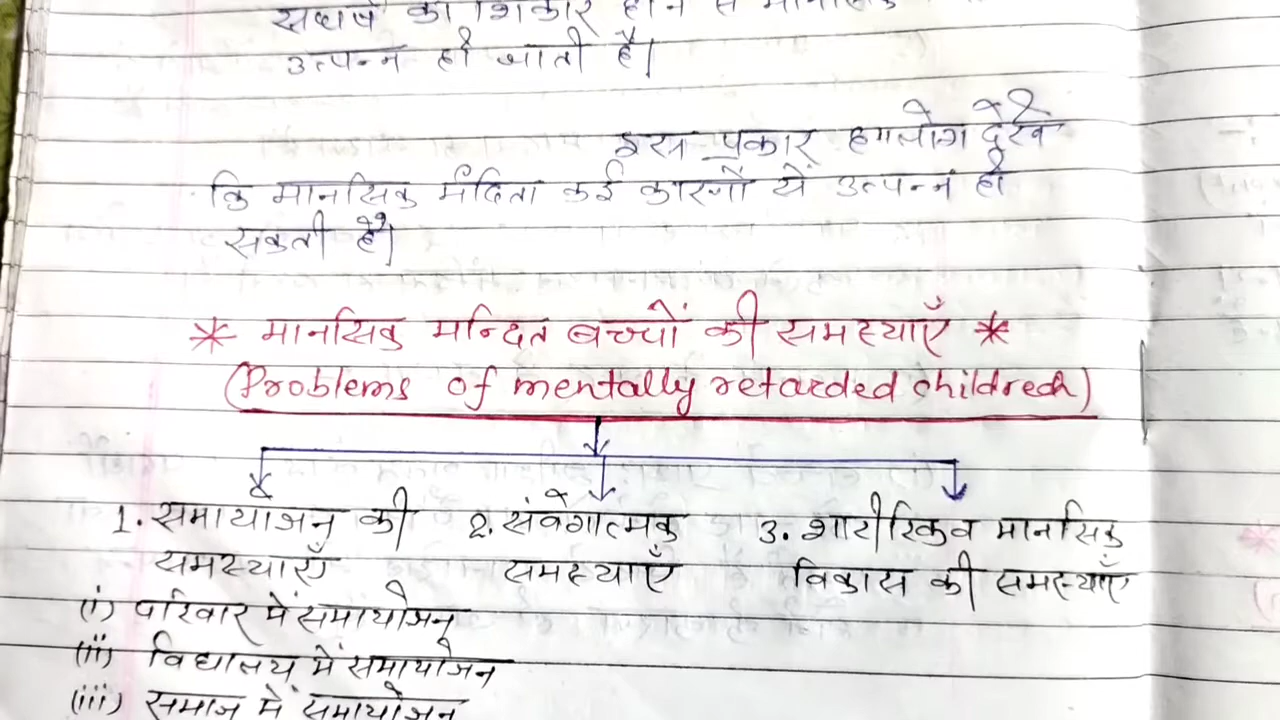 का शिकार होने से
उत्पन्न हो जाती है।
इस प्रकार हमलोग देखें
कि मानसिक मंदिता कई कारणों से उत्पन्न हो
सकती है।
* मानसिक मन्दित बच्चों की समस्याएँ *
(Problems of mentally retarded children)
1. समायोजन की 2. संवेगात्मक 3. शारीरिक व मानसिक
समस्याएँ समस्याएँ विकास की समस्याएँ
(i) परिवार में समायोजन
(ii) विद्यालय में समायोजन
(iii) समाज में समायोजन